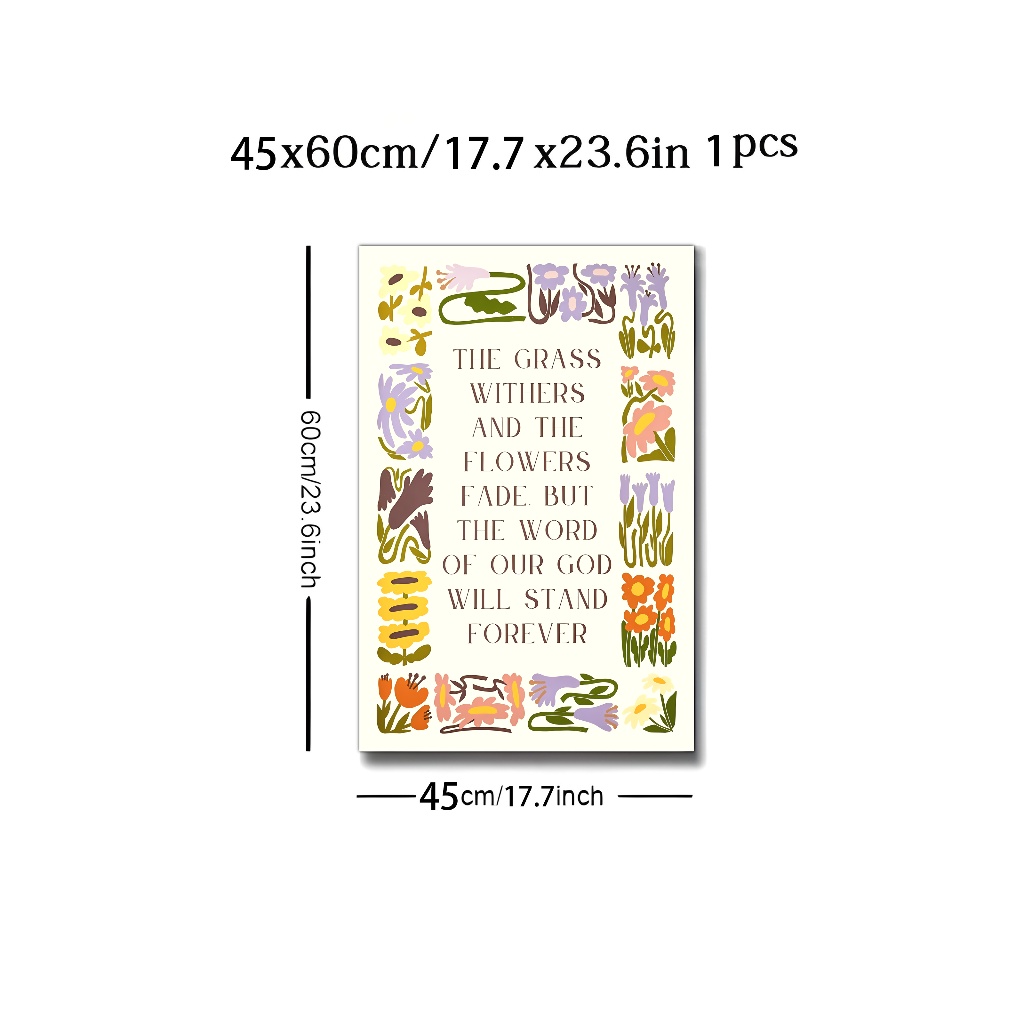 45x60cm/17.7 x23.6in 1pcs
60cm/23.6inch
THE GRASS
WITHERS
AND THE
FLOWERS
FADE, BUT
THE WORD
OF OUR GOD
WILL STAND
FOREVER
45cm/17.7inch